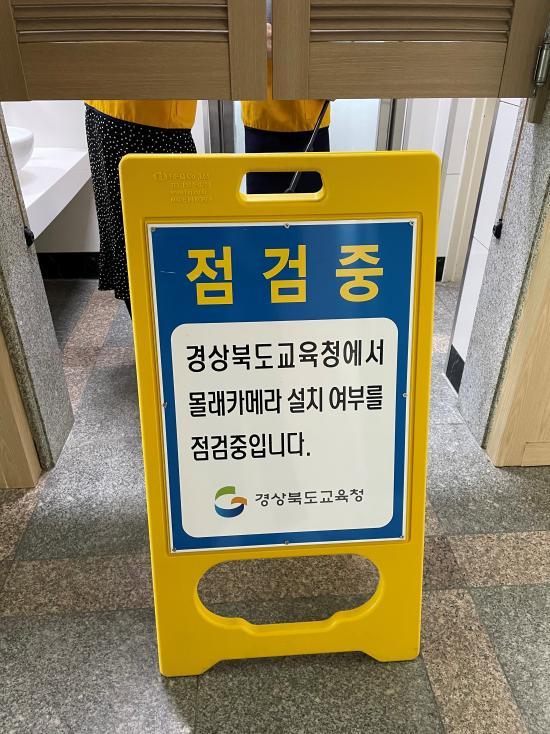 점 검 중
경상북도교육청에서
몰래카메라 설치 여부를
점검중입니다.
경상북도교육청